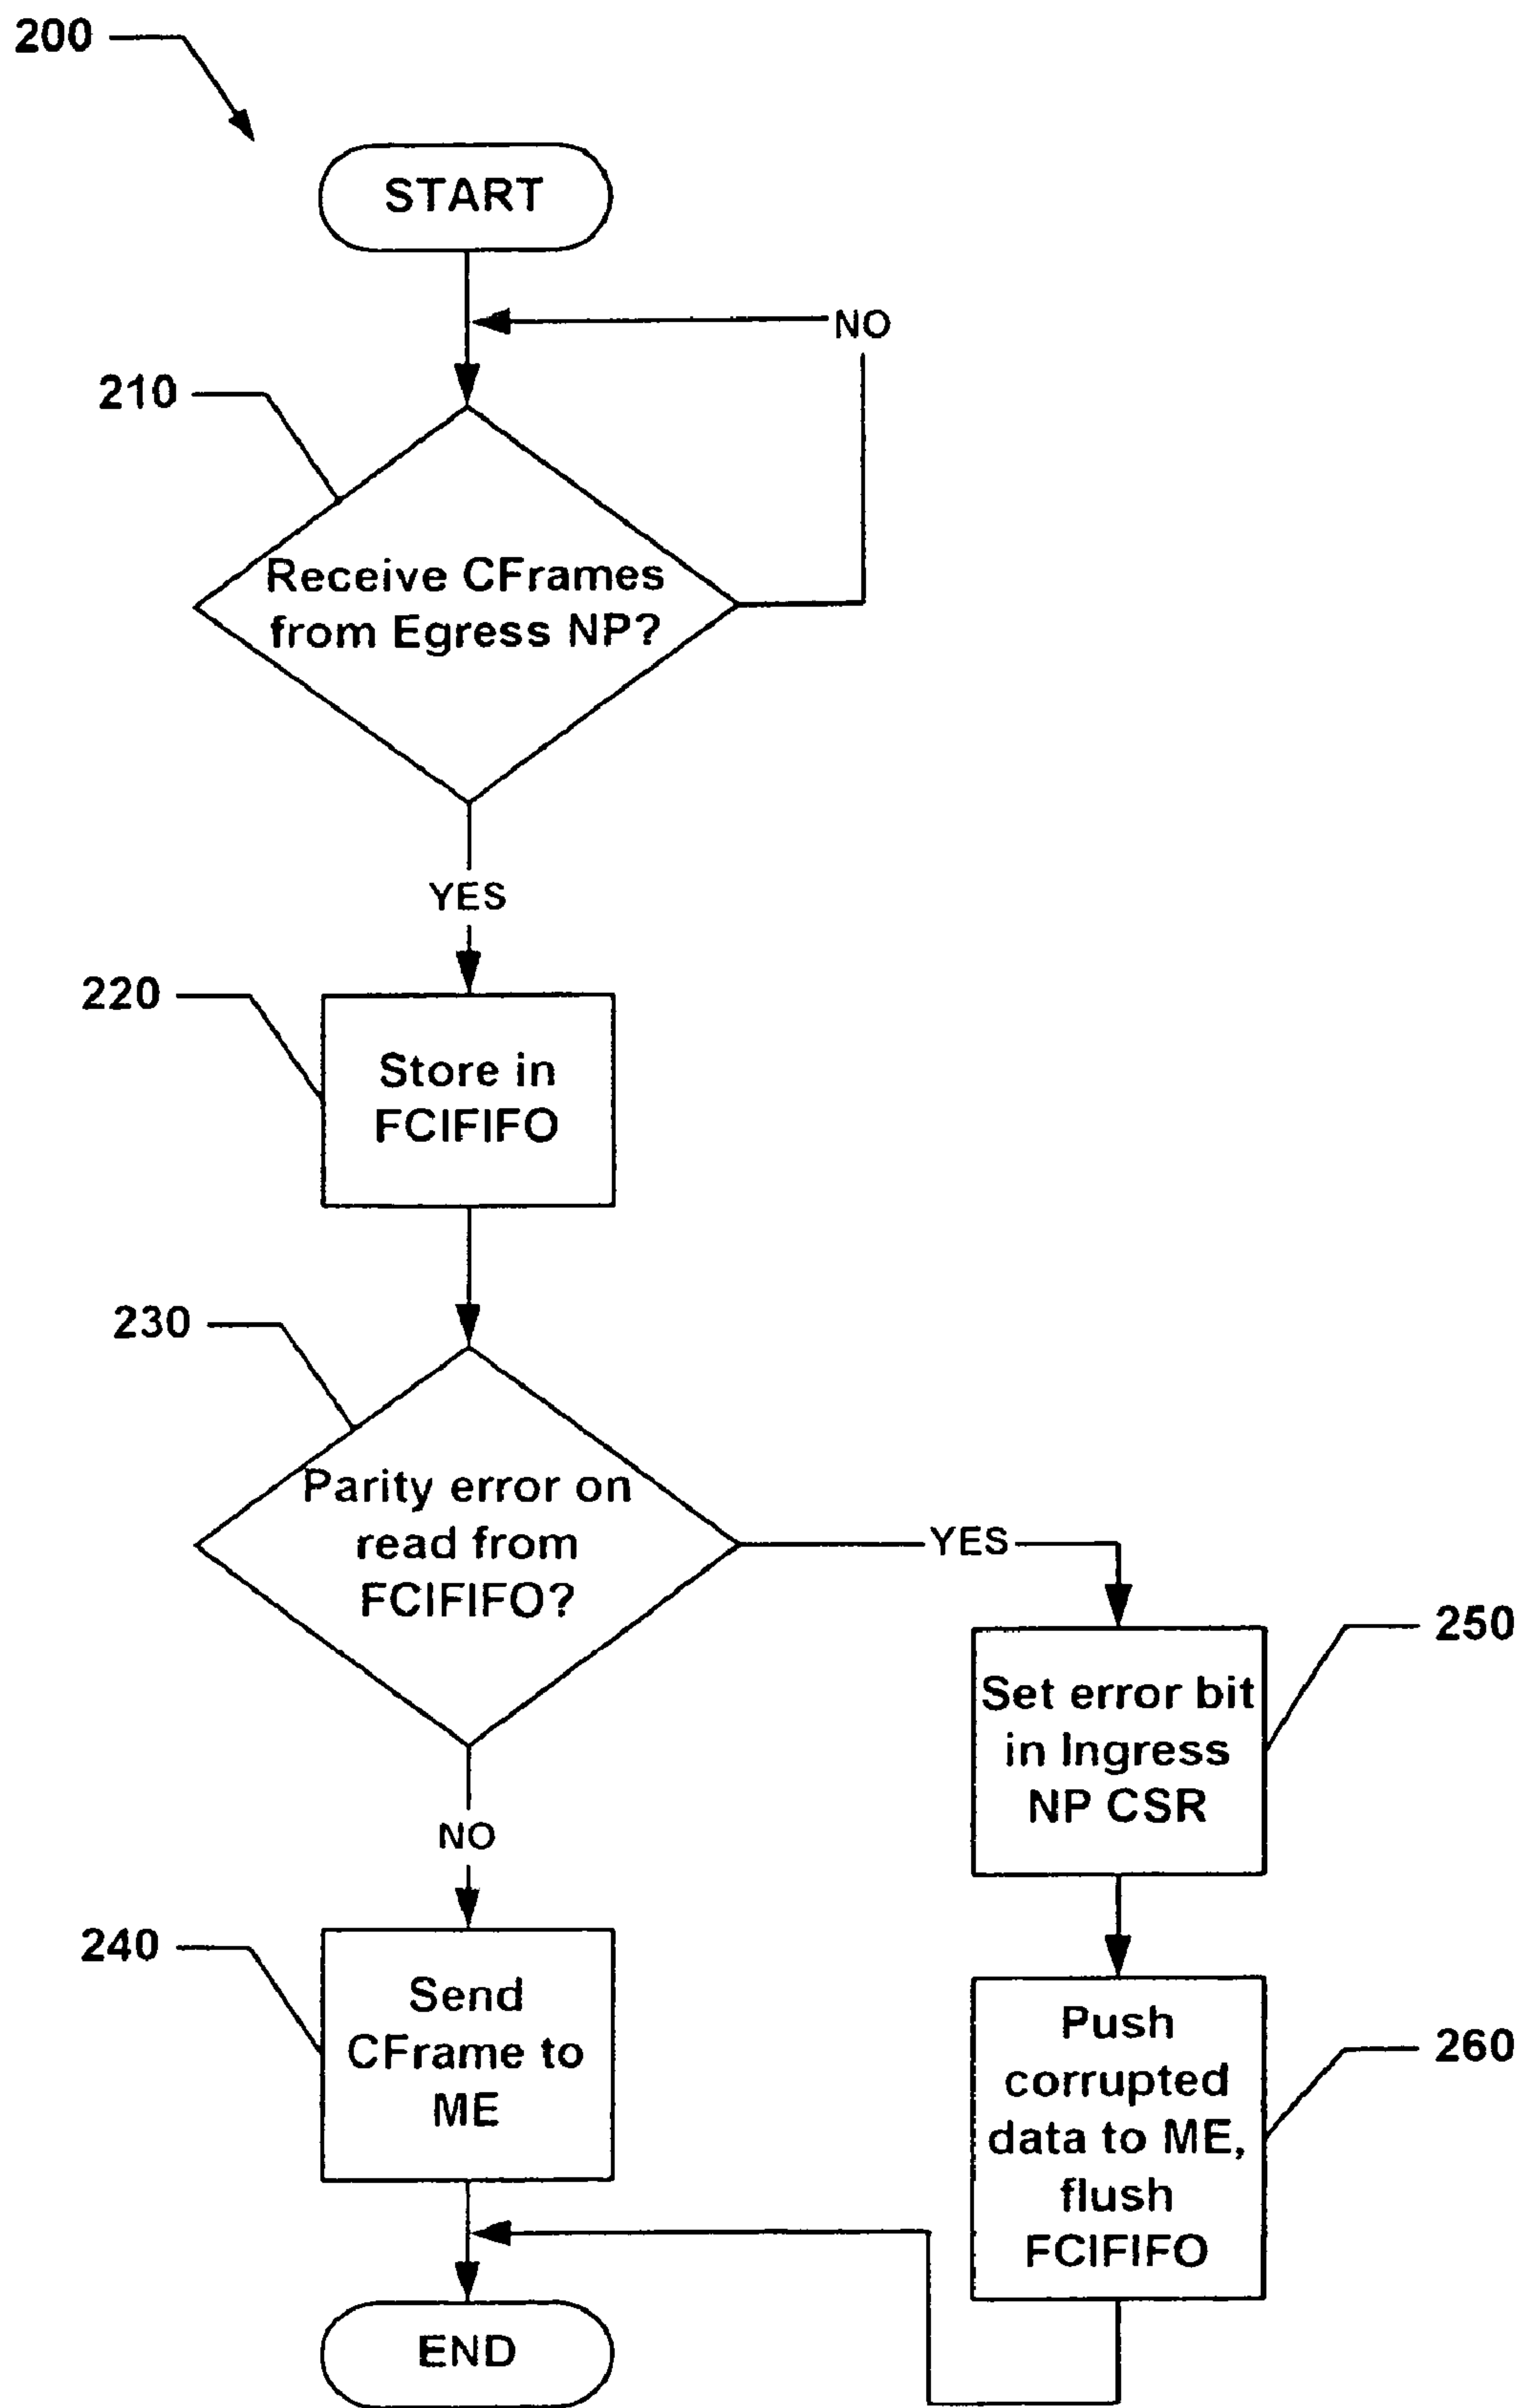 200
START
NO
210
Receive CFrames
from Egress NP?
YES
220
Store in
FCIFIFO
230
Parity error on
read from
FCIFIFO?
YES
250
Set error bit
in Ingress
NP CSR
NO
240
Send
CFrame to
ME
260
Push
corrupted
data to ME,
flush
FCIFIFO
END